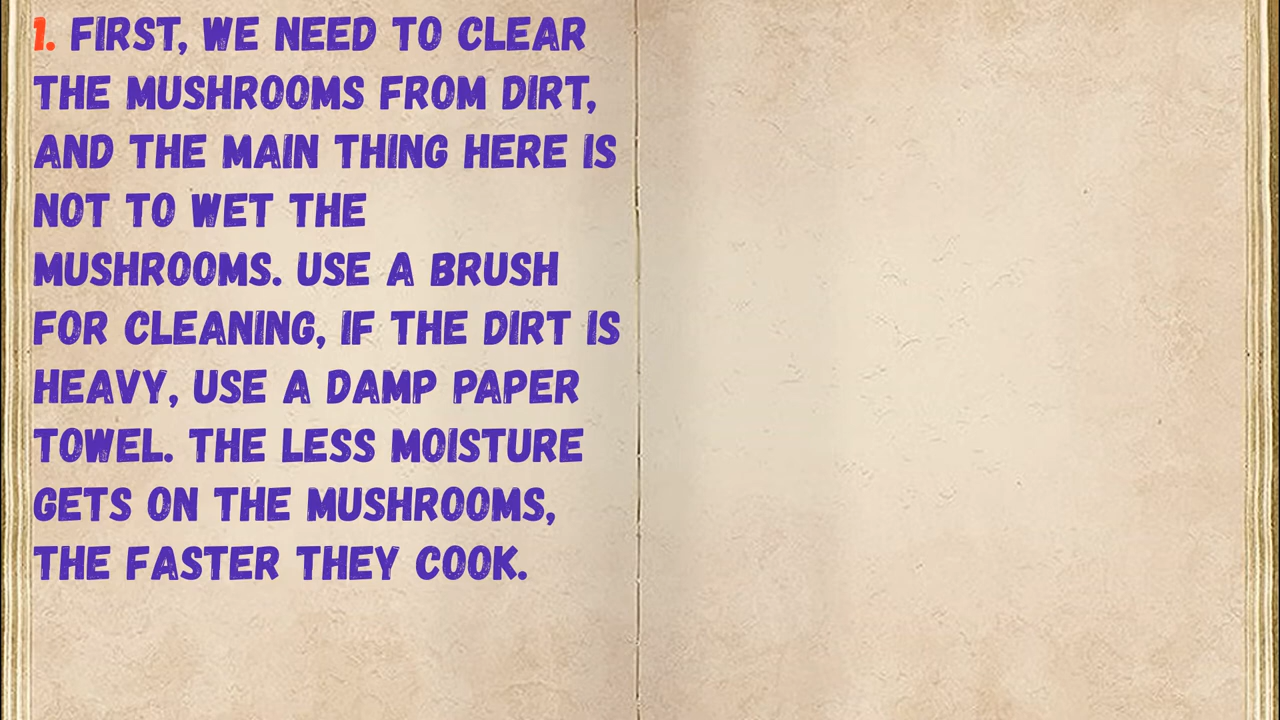 1. FIRST, WE NEED TO CLEAR
THE MUSHROOMS FROM DIRT,
AND THE MAIN THING HERE IS
NOT TO WET THE
MUSHROOMS. USE A BRUSH
FOR CLEANING, IF THE DIRT IS
HEAVY, USE A DAMP PAPER
TOWEL. THE LESS MOISTURE
GETS ON THE MUSHROOMS,
THE FASTER THEY COOK.